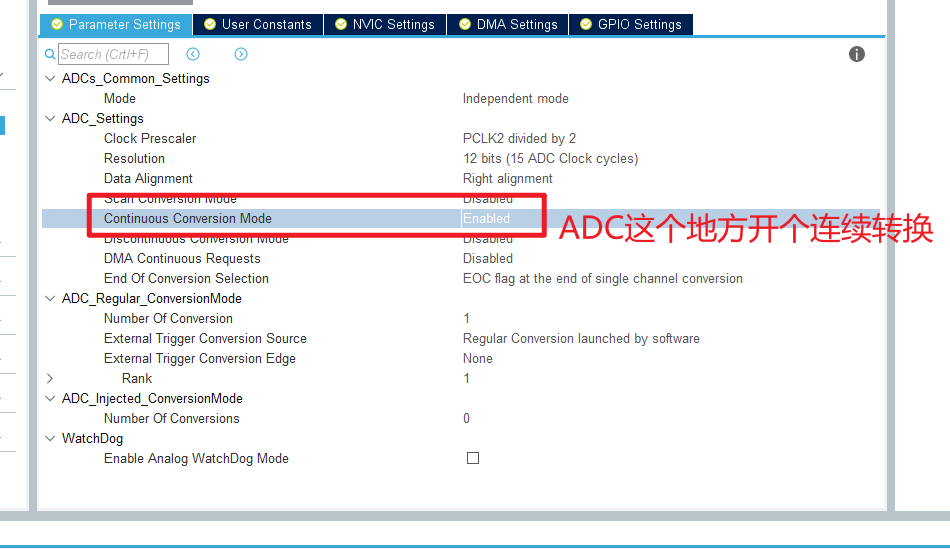 Parameter Settings User Constants NVIC Settings DMA Settings GPIO Settings
Search (Crtl+F)
ADCs_Common_Settings
Mode Independent mode
ADC_Settings
Clock Prescaler PCLK2 divided by 2
Resolution 12 bits (15 ADC Clock cycles)
Data Alignment Right alignment
Scan Conversion Mode Disabled
Continuous Conversion Mode Enabled
ADC这个地方开个连续转换
Discontinuous Conversion Mode Disabled
DMA Continuous Requests Disabled
End Of Conversion Selection EOC flag at the end of single channel conversion
ADC_Regular_ConversionMode
Number Of Conversion 1
External Trigger Conversion Source Regular Conversion launched by software
External Trigger Conversion Edge None
Rank 1
ADC_Injected_ConversionMode
Number Of Conversions 0
WatchDog
Enable Analog WatchDog Mode